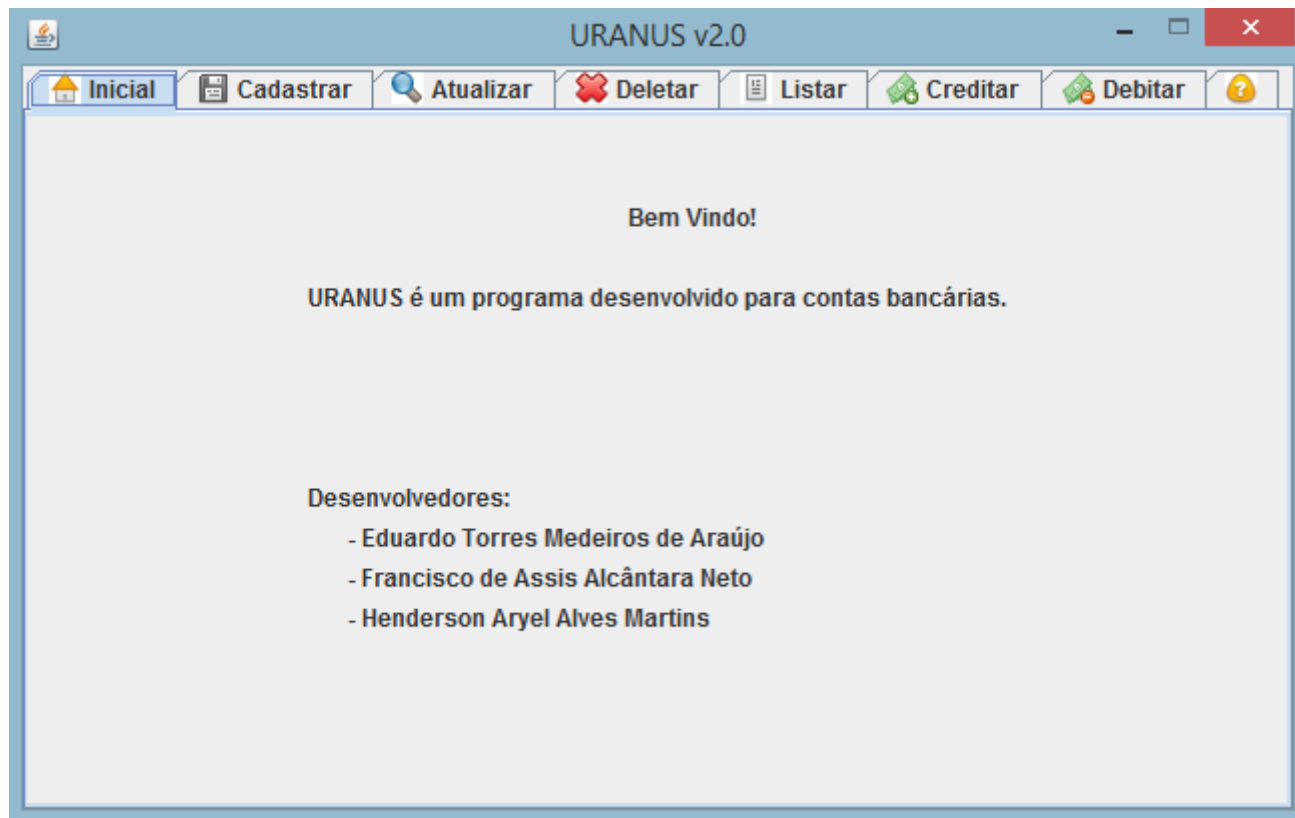 URANUS v2.0
Inicial Cadastrar Atualizar Deletar Listar Creditar Debitar
Bem Vindo!
URANUS é um programa desenvolvido para contas bancárias.
Desenvolvedores:
- Eduardo Torres Medeiros de Araújo
- Francisco de Assis Alcântara Neto
- Henderson Aryel Alves Martins